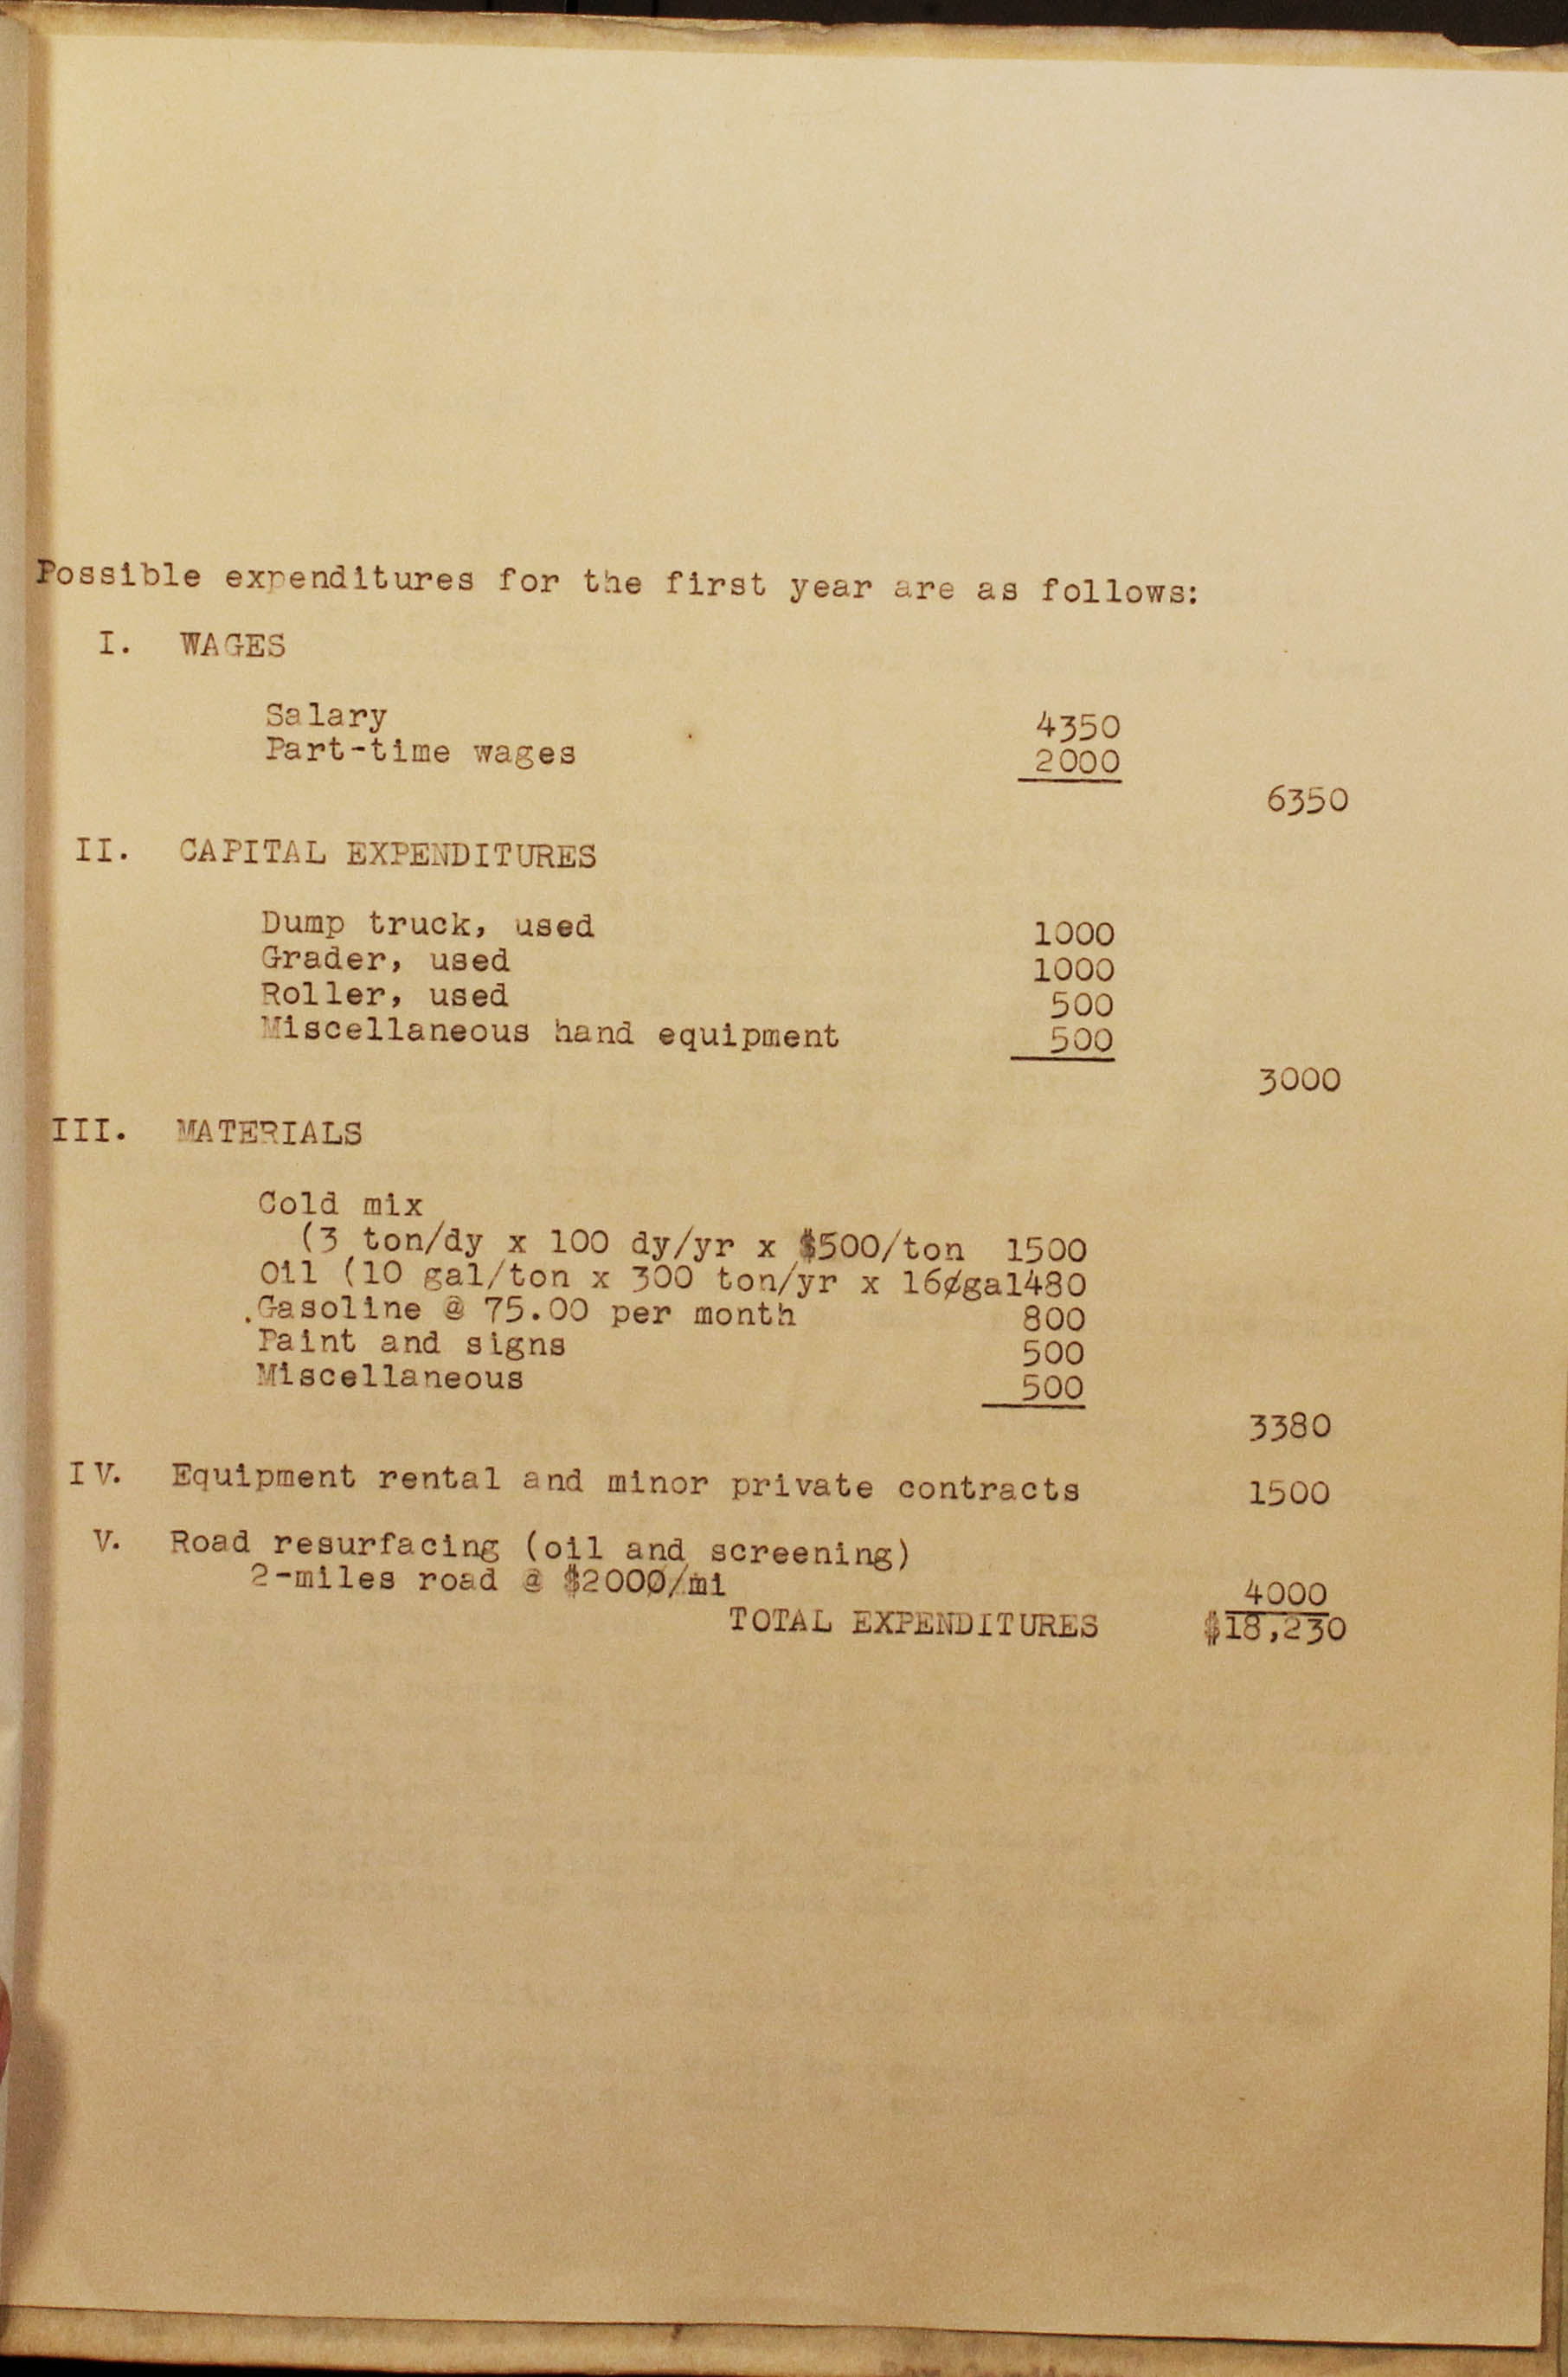 Possible expenditures for the first year are as follows:
I. WAGES
Salary 4350
Part-time wages 2000
6350
II. CAPITAL EXPENDITURES
Dump truck, used 1000
Grader, used 1000
Roller, used 500
Miscellaneous hand equipment 500
3000
III. MATERIALS
Cold mix
(3 ton/dy x 100 dy/yr x $500/ton 1500
Oil (10 gal/ton x 300 ton/yr x 16¢gal480
Gasoline @ 75.00 per month 800
Paint and signs 500
Miscellaneous 500
3380
IV. Equipment rental and minor private contracts 1500
V. Road resurfacing (oil and screening)
2-miles road @ $2000/mi 4000
TOTAL EXPENDITURES $18,230